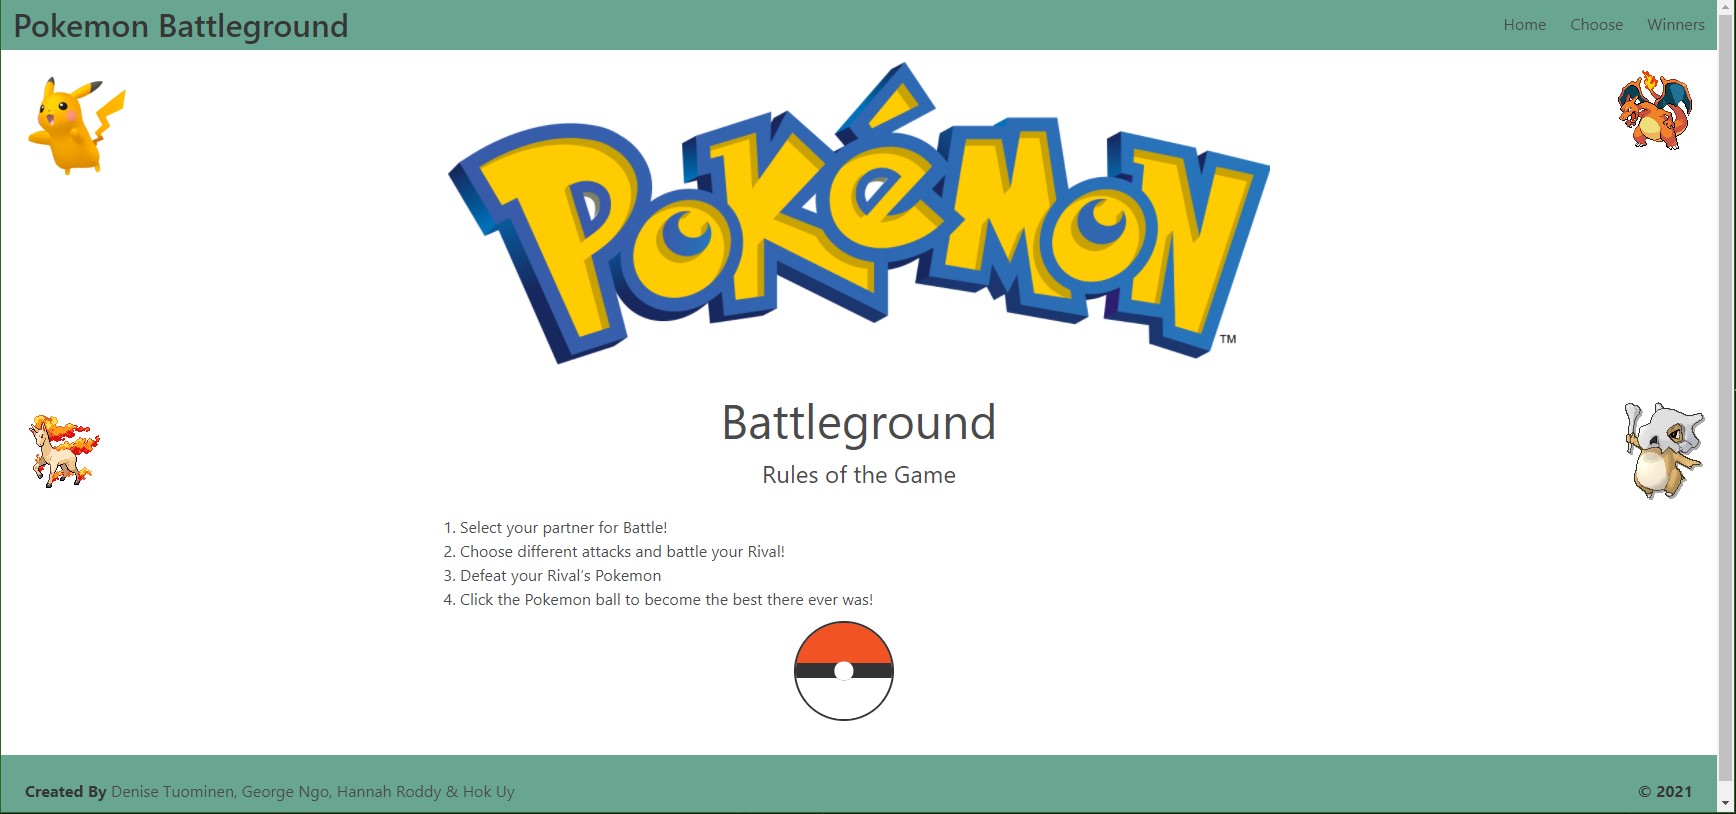 Pokemon Battleground
Home Choose Winners
POKéMON
TM
Battleground
Rules of the Game
1. Select your partner for Battle!
2. Choose different attacks and battle your Rival!
3. Defeat your Rival's Pokemon
4. Click the Pokemon ball to become the best there ever was!
Created By Denise Tuominen, George Ngo, Hannah Roddy & Hok Uy
© 2021